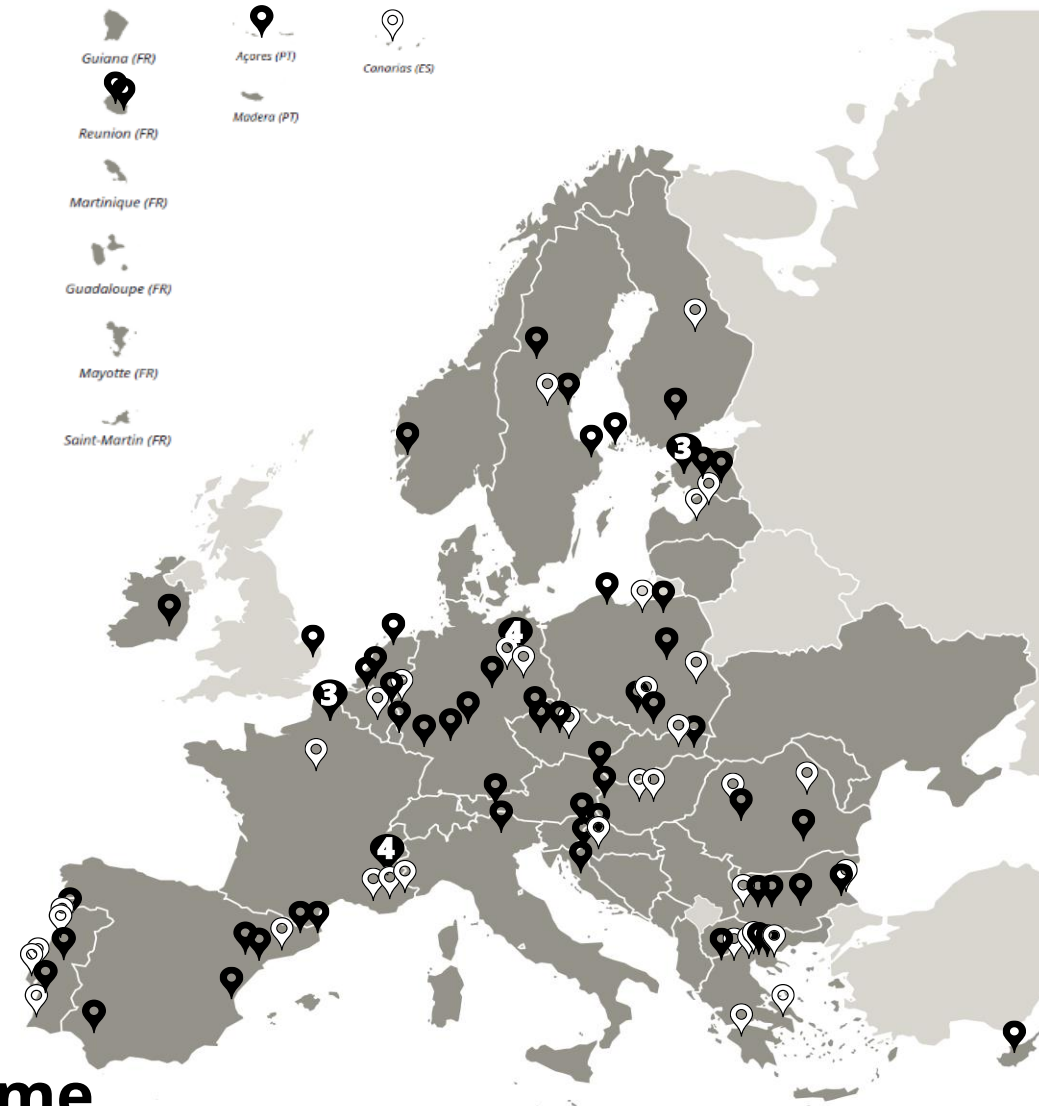 Guiana (FR)
Açores (PT)
Canarias (ES)
Reunion (FR)
Madera (PT)
Martinique (FR)
Guadaloupe (FR)
Mayotte (FR)
Saint-Martin (FR)
3
4
3
4
me